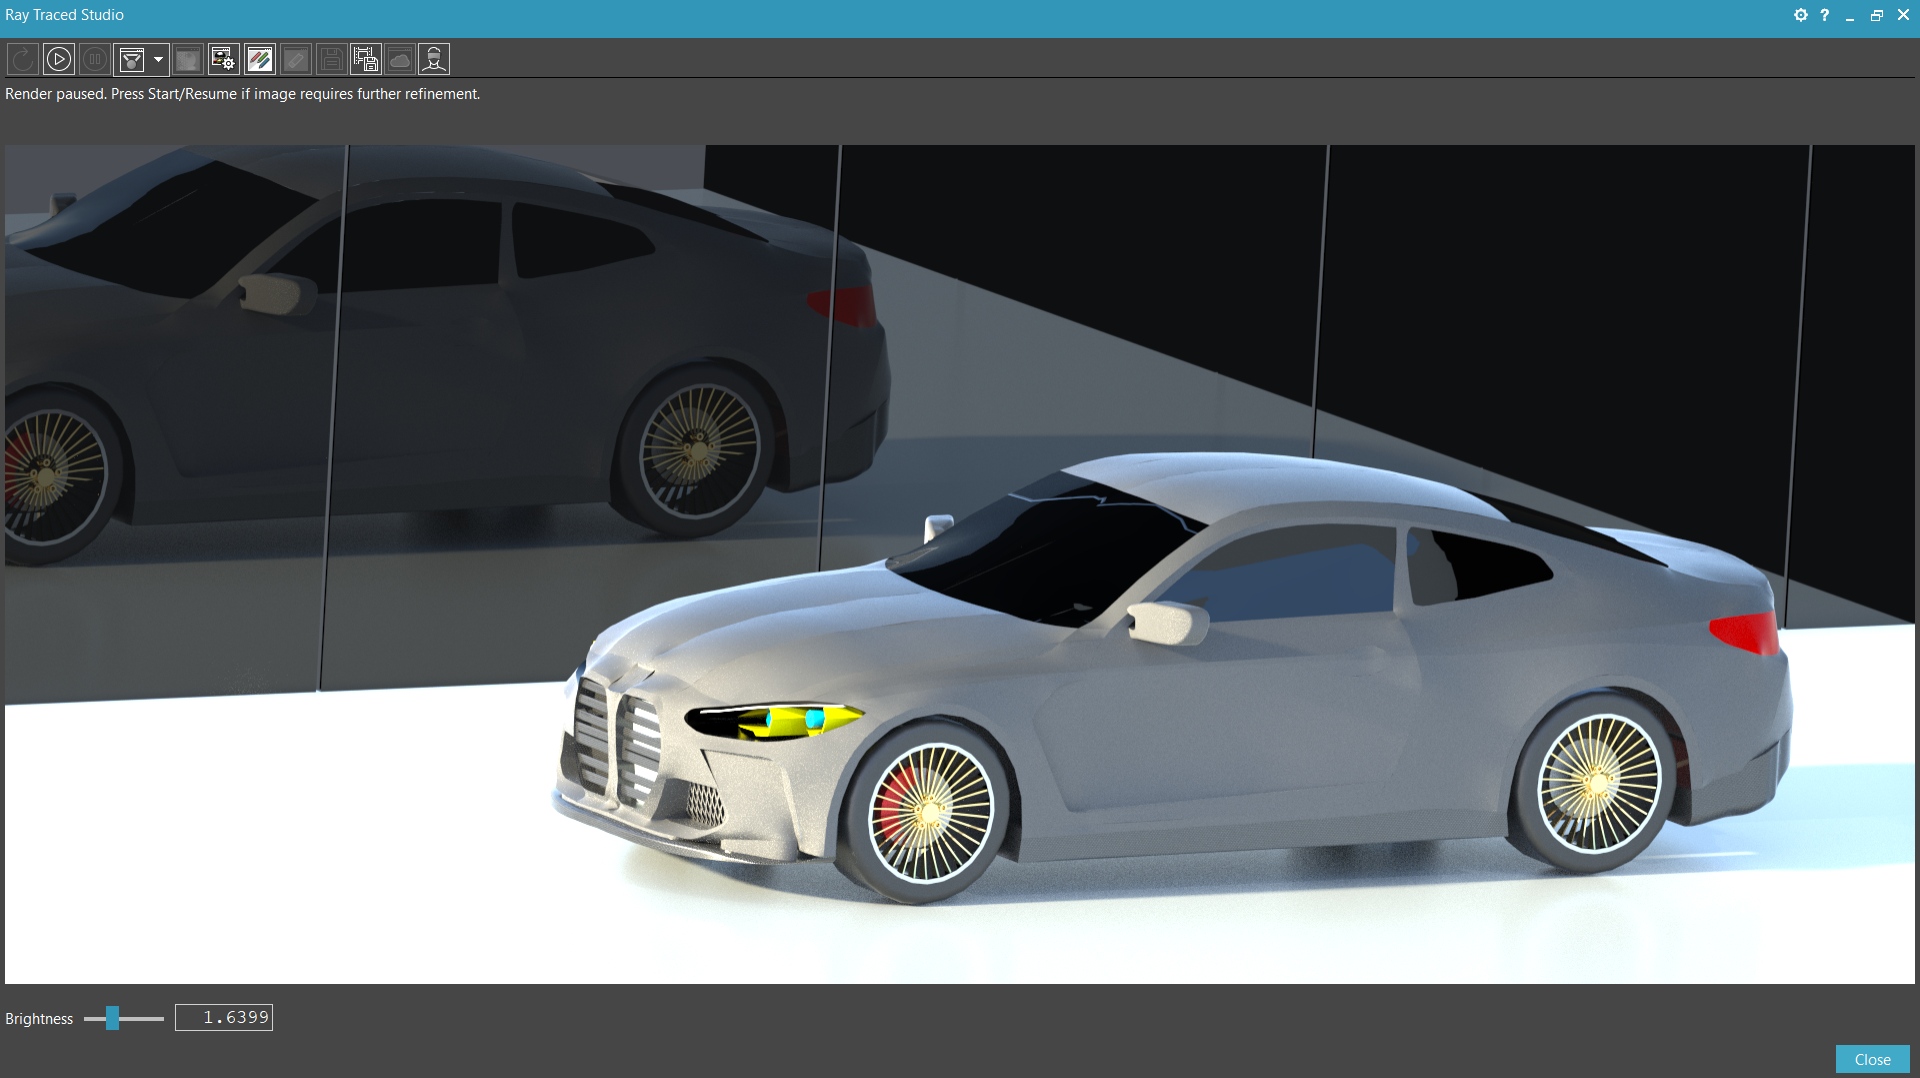 Ray Traced Studio
?
Render paused. Press Start/Resume if image requires further refinement.
Brightness
1.6399
Close